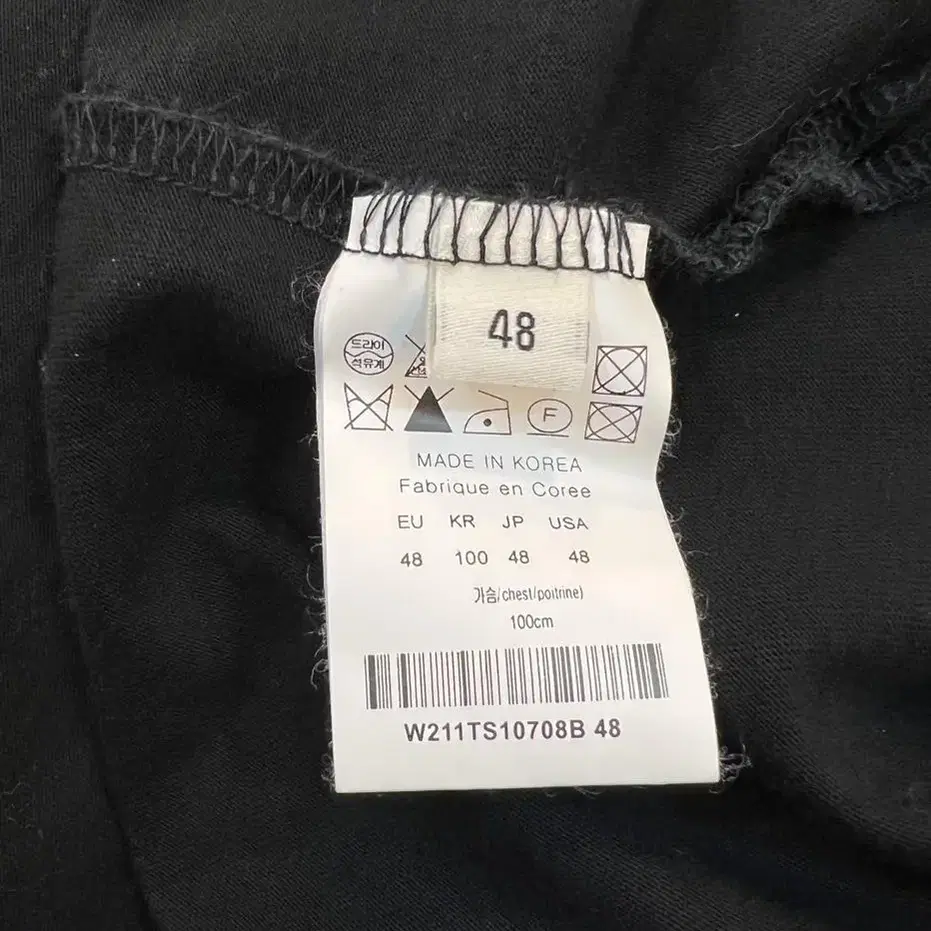 48
드라이
석유계
F
MADE IN KOREA
Fabrique en Coree
EU KR JP USA
48 100 48 48
가슴/chest/poitrine)
100cm
W211TS10708B 48